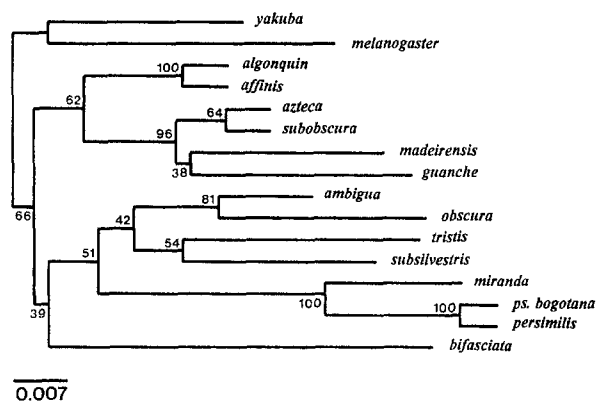 yakuba
melanogaster
algonquin
100
affinis
62
azteca
64
subobscura
96
madeirensis
38
guanche
66
ambigua
81
obscura
42
tristis
54
subsilvestris
51
miranda
100
ps. bogotana
100
persimilis
39
bifasciata
0.007